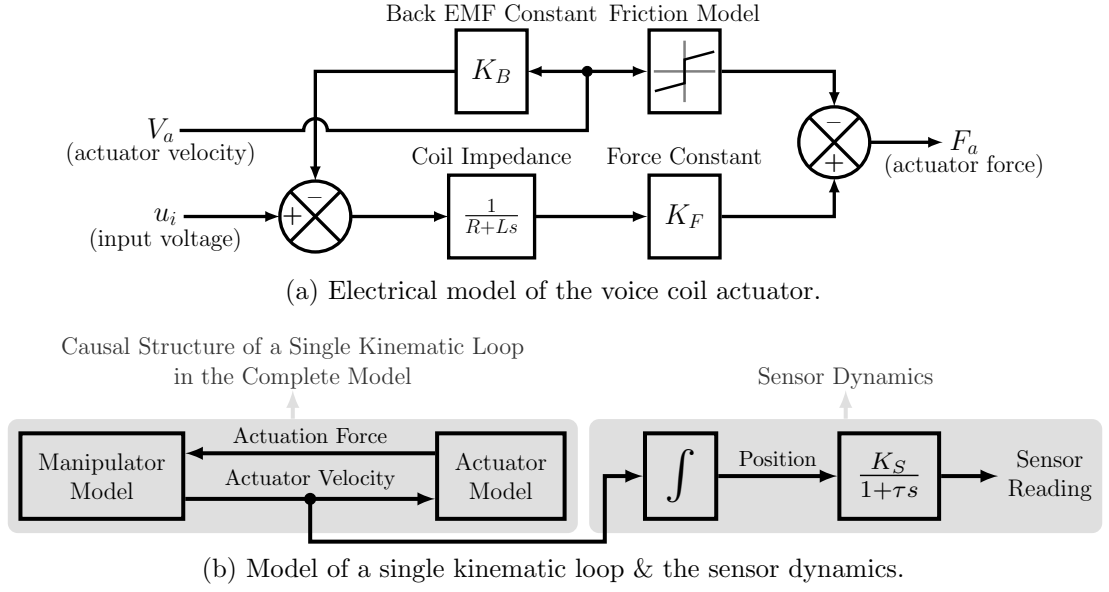 Back EMF Constant Friction Model
K_B
V_a
(actuator velocity)
−
F_a
(actuator force)
+
Coil Impedance
Force Constant
−
+
u_i
(input voltage)
1
R+Ls
K_F
(a) Electrical model of the voice coil actuator.
Causal Structure of a Single Kinematic Loop
in the Complete Model
Sensor Dynamics
Manipulator
Model
Actuation Force
Actuator Velocity
Actuator
Model
∫
Position
K_S
1+τs
Sensor
Reading
(b) Model of a single kinematic loop & the sensor dynamics.